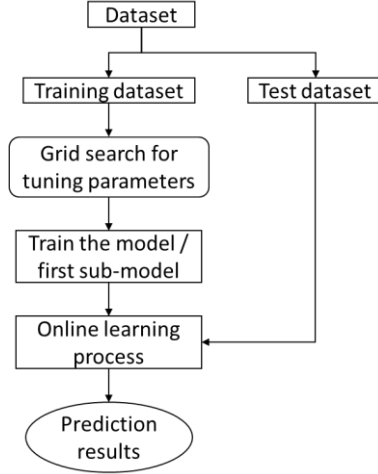 Dataset
Training dataset
Test dataset
Grid search for
tuning parameters
Train the model /
first sub-model
Online learning
process
Prediction
results